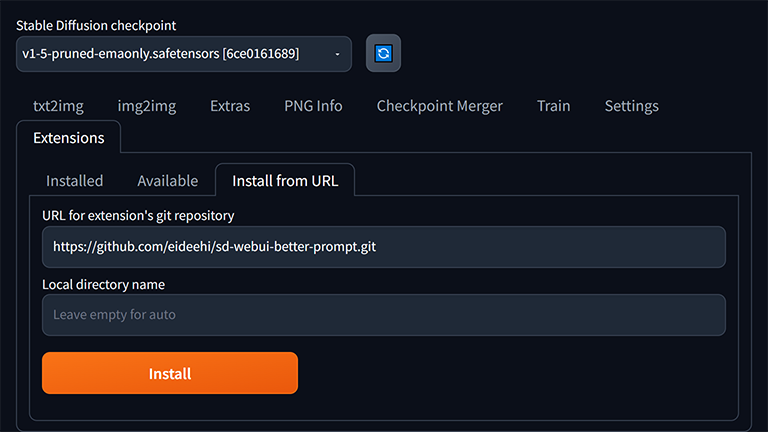 Stable Diffusion checkpoint
v1-5-pruned-emaonly.safetensors [6ce0161689]
txt2img img2img Extras PNG Info Checkpoint Merger Train Settings
Extensions
Installed Available Install from URL
URL for extension's git repository
https://github.com/eideehi/sd-webui-better-prompt.git
Local directory name
Leave empty for auto
Install